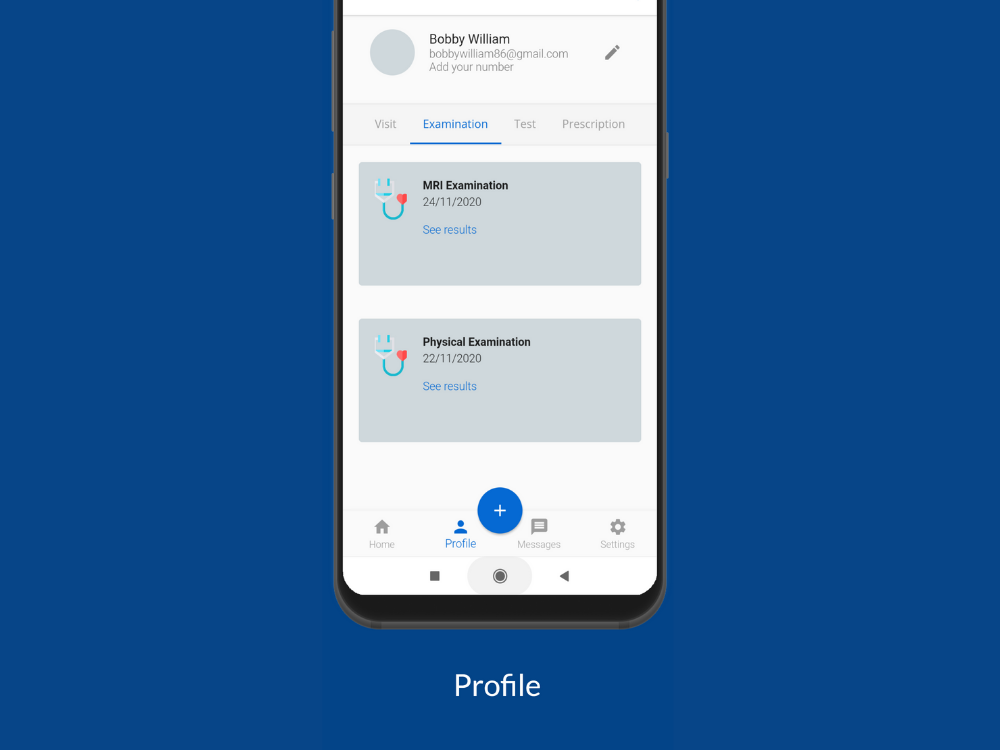 Bobby William
bobbywilliam86@gmail.com
Add your number
Visit Examination Test Prescription
MRI Examination
24/11/2020
See results
Physical Examination
22/11/2020
See results
Home Profile Messages Settings
Profile